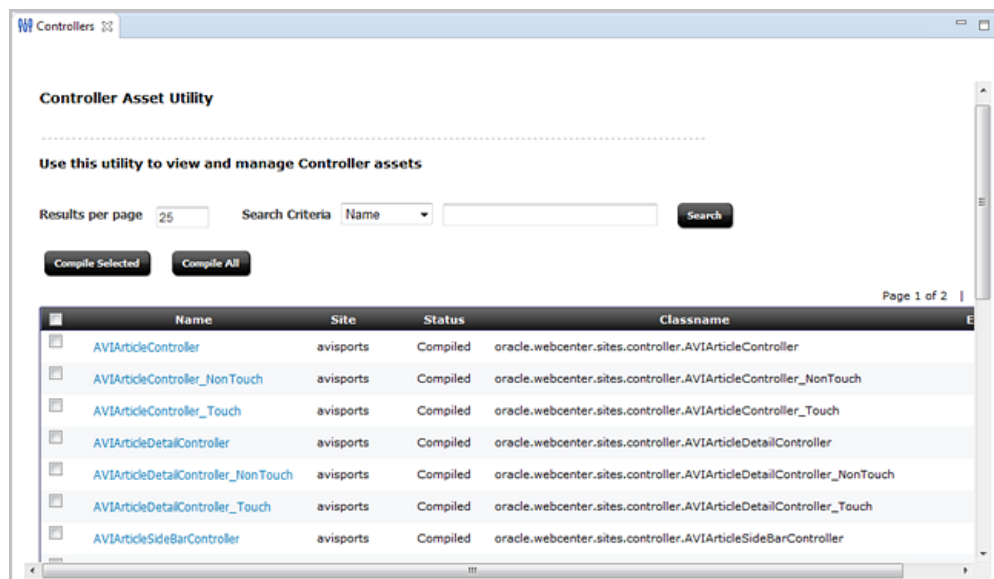 Controllers
Controller Asset Utility
Use this utility to view and manage Controller assets
Results per page 25 Search Criteria Name Search
Compile Selected Compile All
Page 1 of 2 |
Name Site Status Classname E
AVIArticleController avisports Compiled oracle.webcenter.sites.controller.AVIArticleController
AVIArticleController_NonTouch avisports Compiled oracle.webcenter.sites.controller.AVIArticleController_NonTouch
AVIArticleController_Touch avisports Compiled oracle.webcenter.sites.controller.AVIArticleController_Touch
AVIArticleDetailController avisports Compiled oracle.webcenter.sites.controller.AVIArticleDetailController
AVIArticleDetailController_NonTouch avisports Compiled oracle.webcenter.sites.controller.AVIArticleDetailController_NonTouch
AVIArticleDetailController_Touch avisports Compiled oracle.webcenter.sites.controller.AVIArticleDetailController_Touch
AVIArticleSideBarController avisports Compiled oracle.webcenter.sites.controller.AVIArticleSideBarController